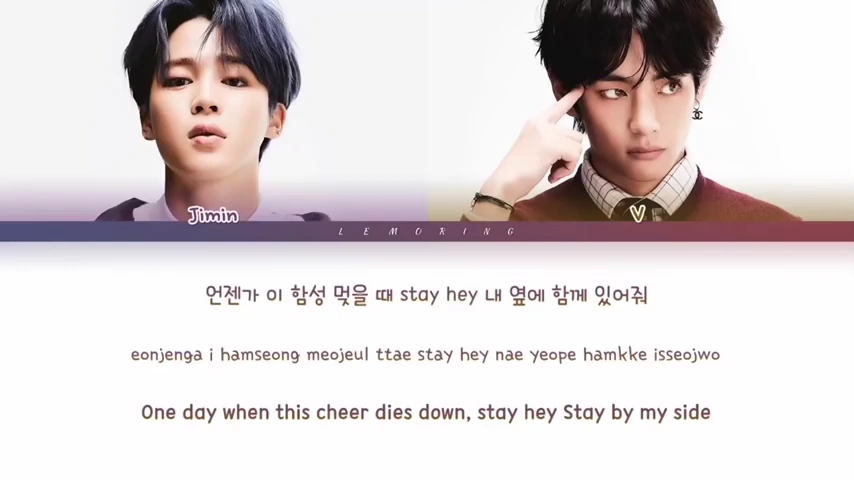 Jimin
V
LEMORING
언젠가 이 함성 멎을 때 stay hey 내 옆에 함께 있어줘
eonjenga i hamseong meojeul ttae stay hey nae yeope hamkke isseojwo
One day when this cheer dies down, stay hey Stay by my side